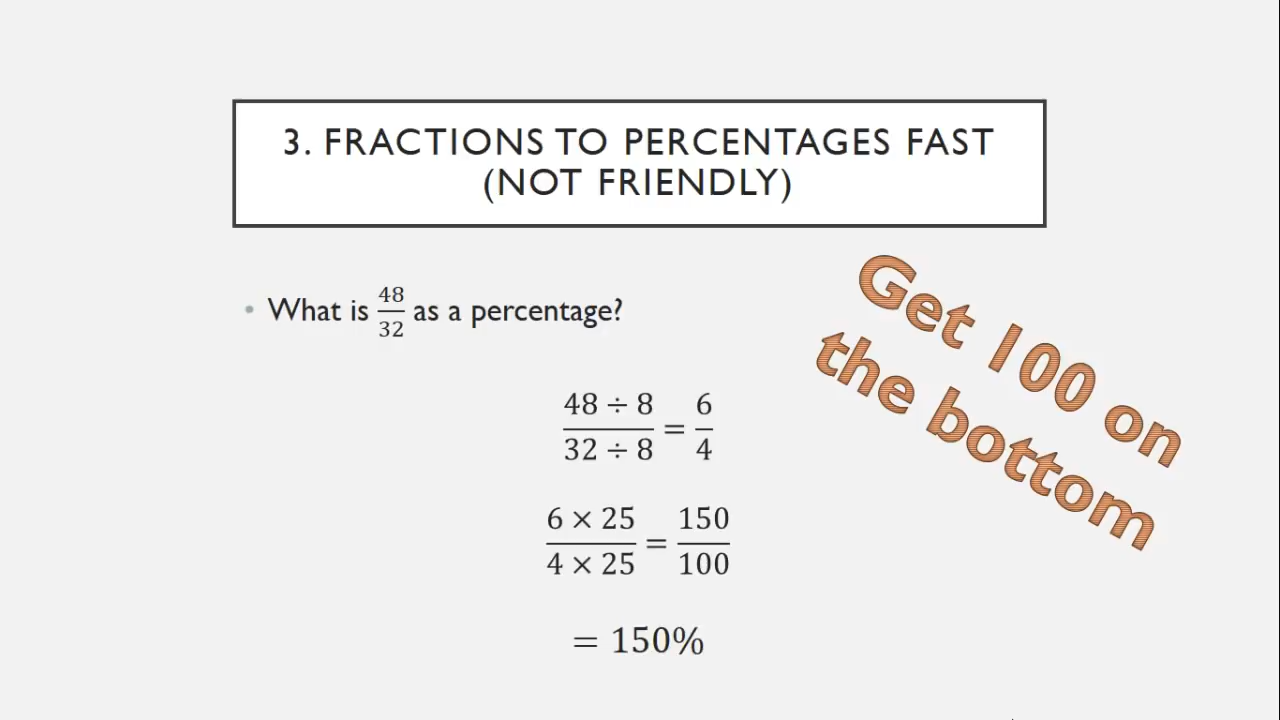 3. FRACTIONS TO PERCENTAGES FAST
(NOT FRIENDLY)
• What is 48/32 as a percentage?
Get 100 on
the bottom
(48 ÷ 8)/(32 ÷ 8) = 6/4
(6 × 25)/(4 × 25) = 150/100
= 150%